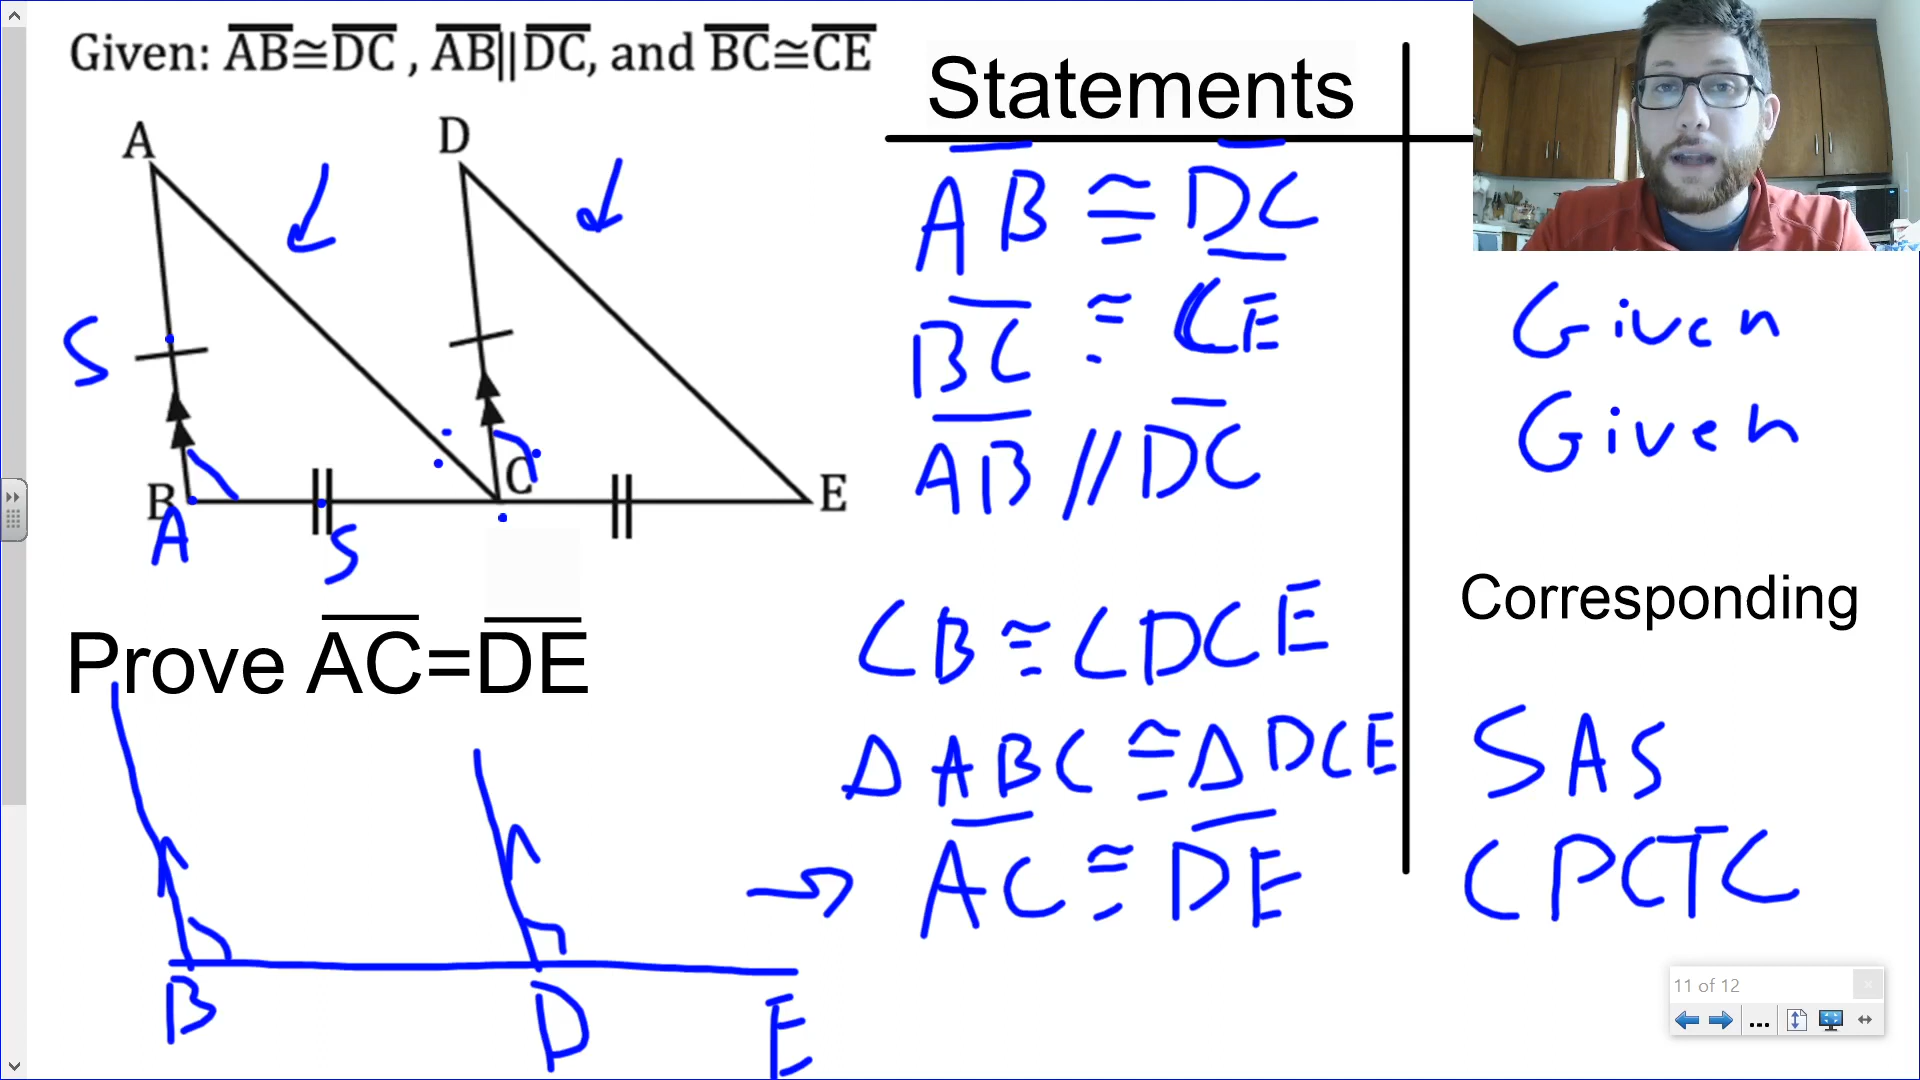 Given: AB≅DC , AB||DC, and BC≅CE
A
D
S
B
C
E
A
S
Prove AC=DE
B
D
E
Statements
AB ≅ DC
BC ≅ CE
AB // DC
∠B ≅ ∠DCE
Δ ABC ≅ Δ DCE
→ AC ≅ DE
Given
Given
Corresponding
SAS
CPCTC
11 of 12
...